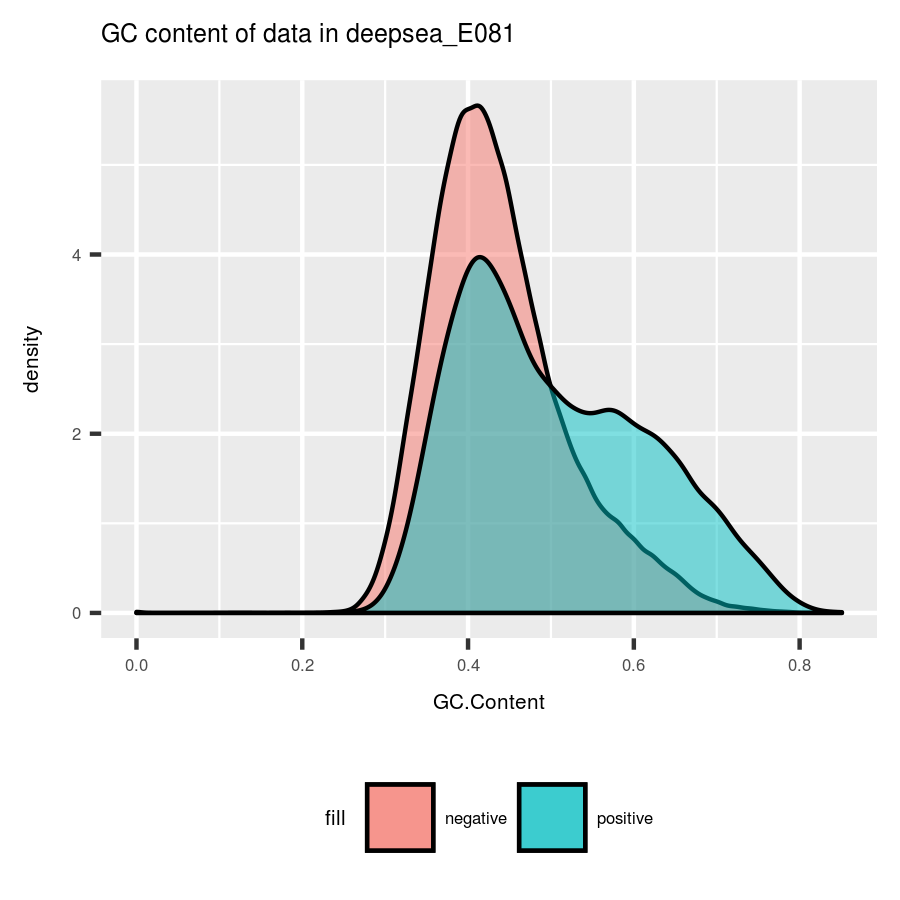 GC content of data in deepsea_E081
density
4
2
0
0.0 0.2 0.4 0.6 0.8
GC.Content
fill negative positive